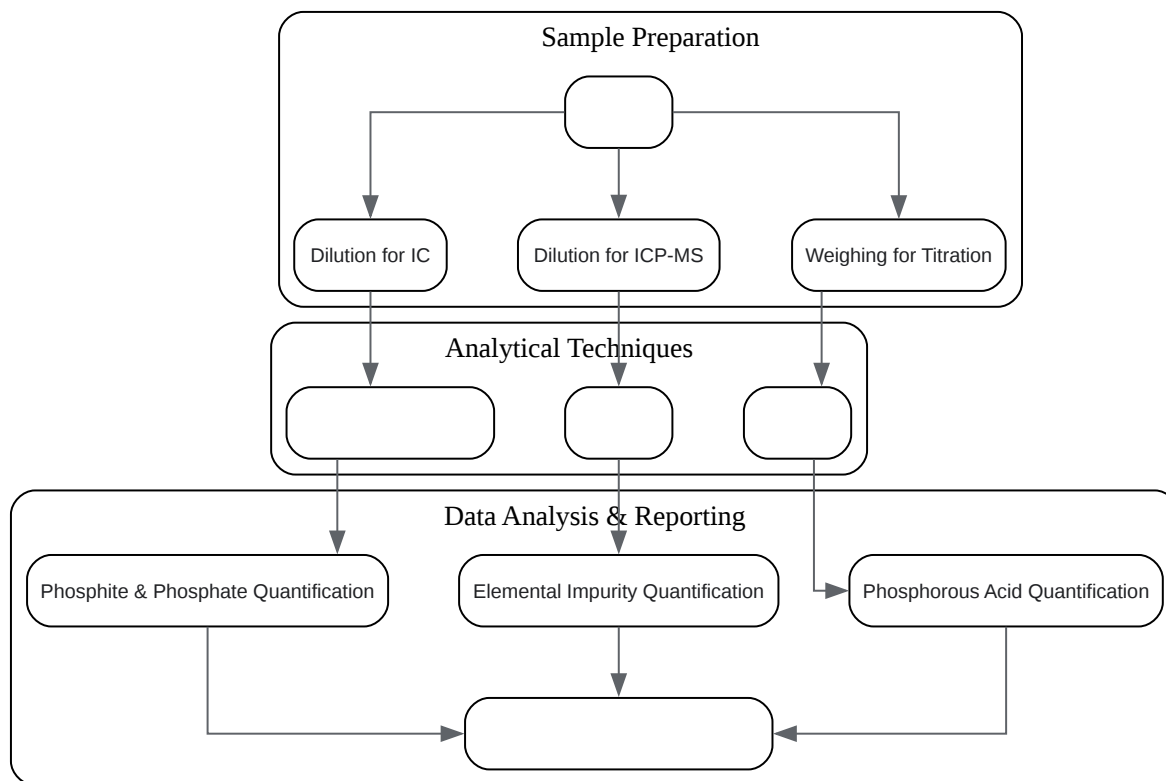 Sample Preparation
Dilution for IC
Dilution for ICP-MS
Weighing for Titration
Analytical Techniques
Data Analysis & Reporting
Phosphite & Phosphate Quantification
Elemental Impurity Quantification
Phosphorous Acid Quantification